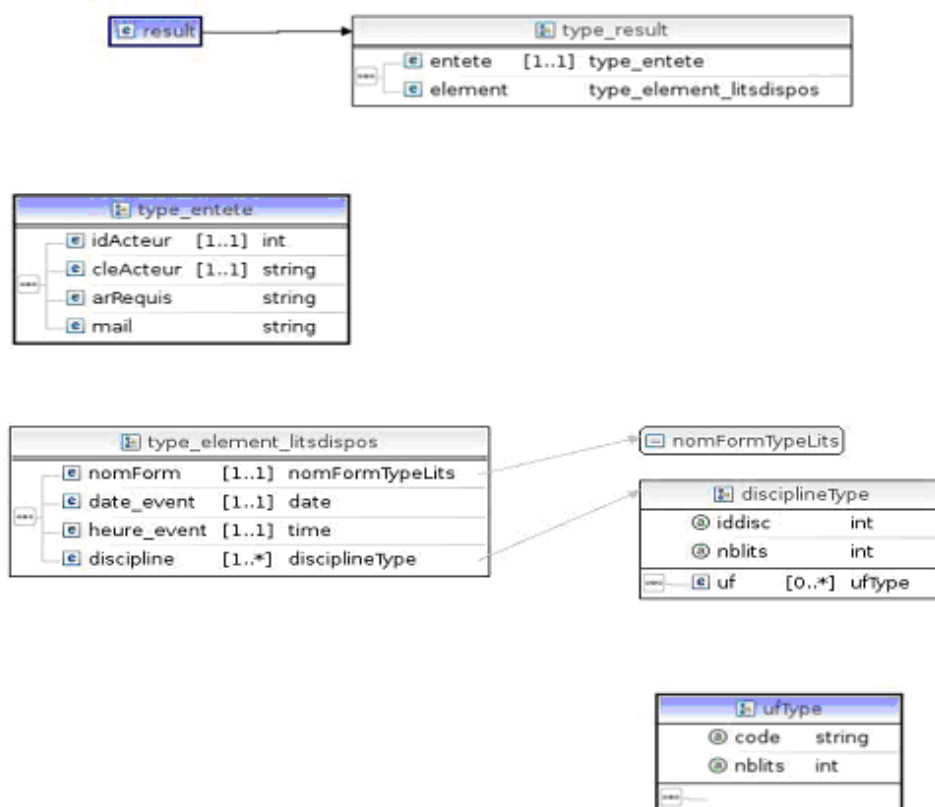 result
type_result
entete [1..1] type_entete
element type_element_litsdispos
type_entete
idActeur [1..1] int
cleActeur [1..1] string
arRequis string
mail string
type_element_litsdispos
nomForm [1..1] nomFormTypeLits
date_event [1..1] date
heure_event [1..1] time
discipline [1..*] disciplineType
nomFormTypeLits
disciplineType
iddisc int
nblits int
uf [0..*] ufType
ufType
code string
nblits int